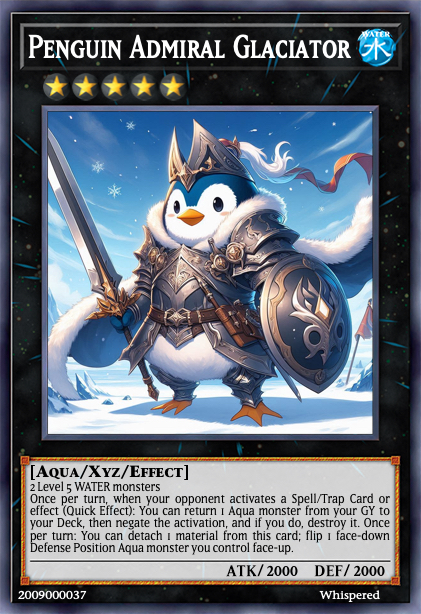 PENGUIN ADMIRAL GLACIATOR
WATER
水
[AQUA/XYZ/EFFECT]
2 Level 5 WATER monsters
Once per turn, when your opponent activates a Spell/Trap Card or
effect (Quick Effect): You can return 1 Aqua monster from your GY to
your Deck, then negate the activation, and if you do, destroy it. Once
per turn: You can detach 1 material from this card; flip 1 face-down
Defense Position Aqua monster you control face-up.
ATK/2000 DEF/2000
2009000037 Whispered